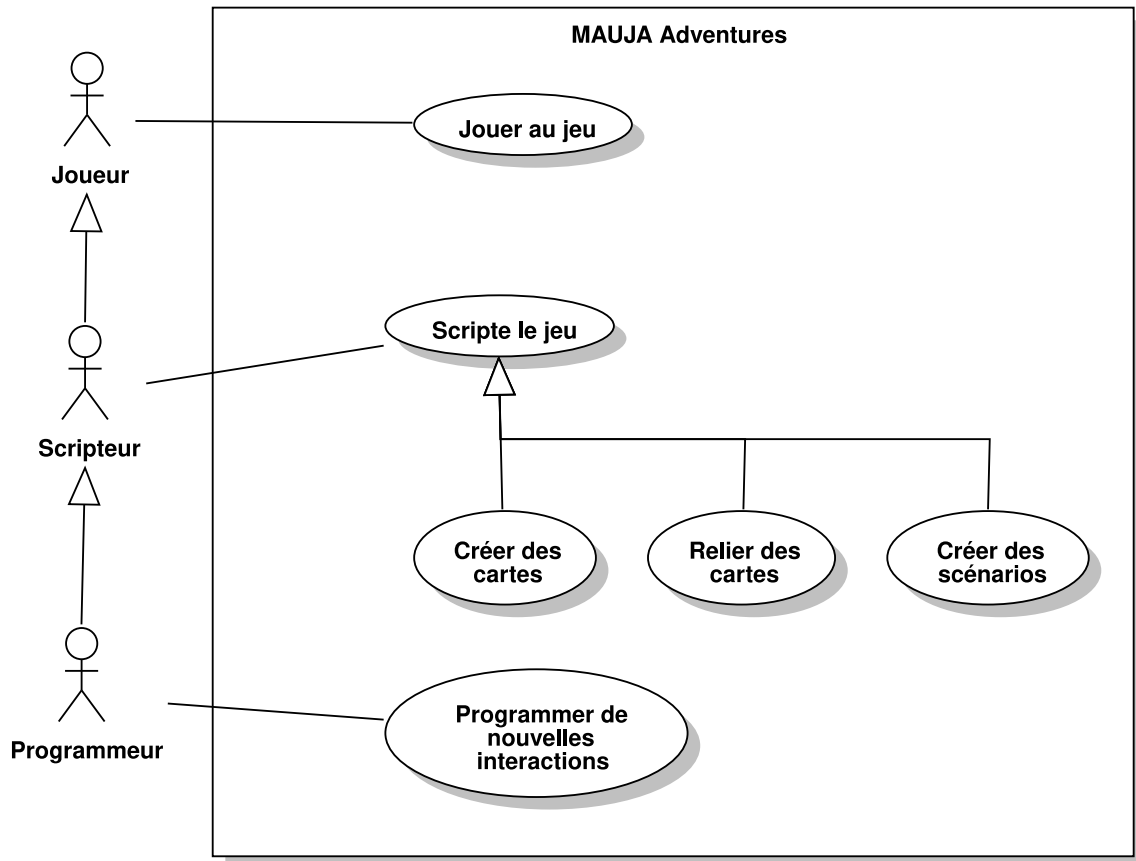 MAUJA Adventures
Jouer au jeu
Joueur
Scripte le jeu
Scripteur
Créer des
cartes
Relier des
cartes
Créer des
scénarios
Programmer de
nouvelles
interactions
Programmeur